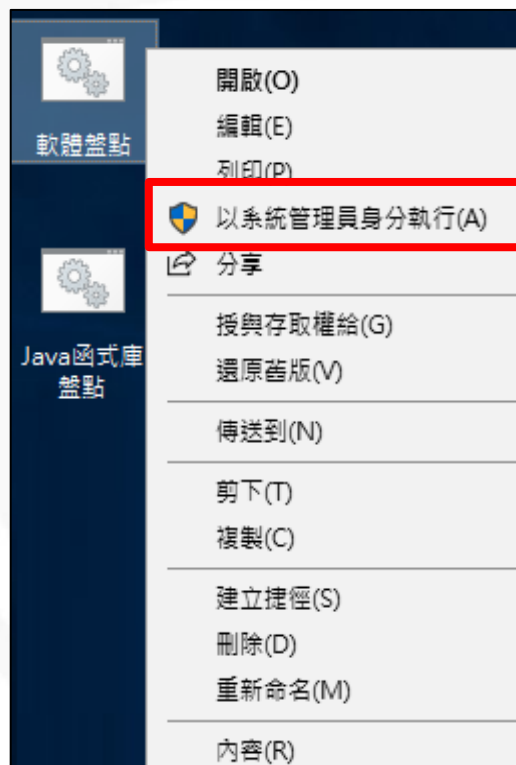 軟體盤點
Java函式庫
盤點
開啟(O)
編輯(E)
列印(P)
以系統管理員身分執行(A)
分享
授與存取權給(G)
還原舊版(V)
傳送到(N)
剪下(T)
複製(C)
建立捷徑(S)
刪除(D)
重新命名(M)
內容(R)